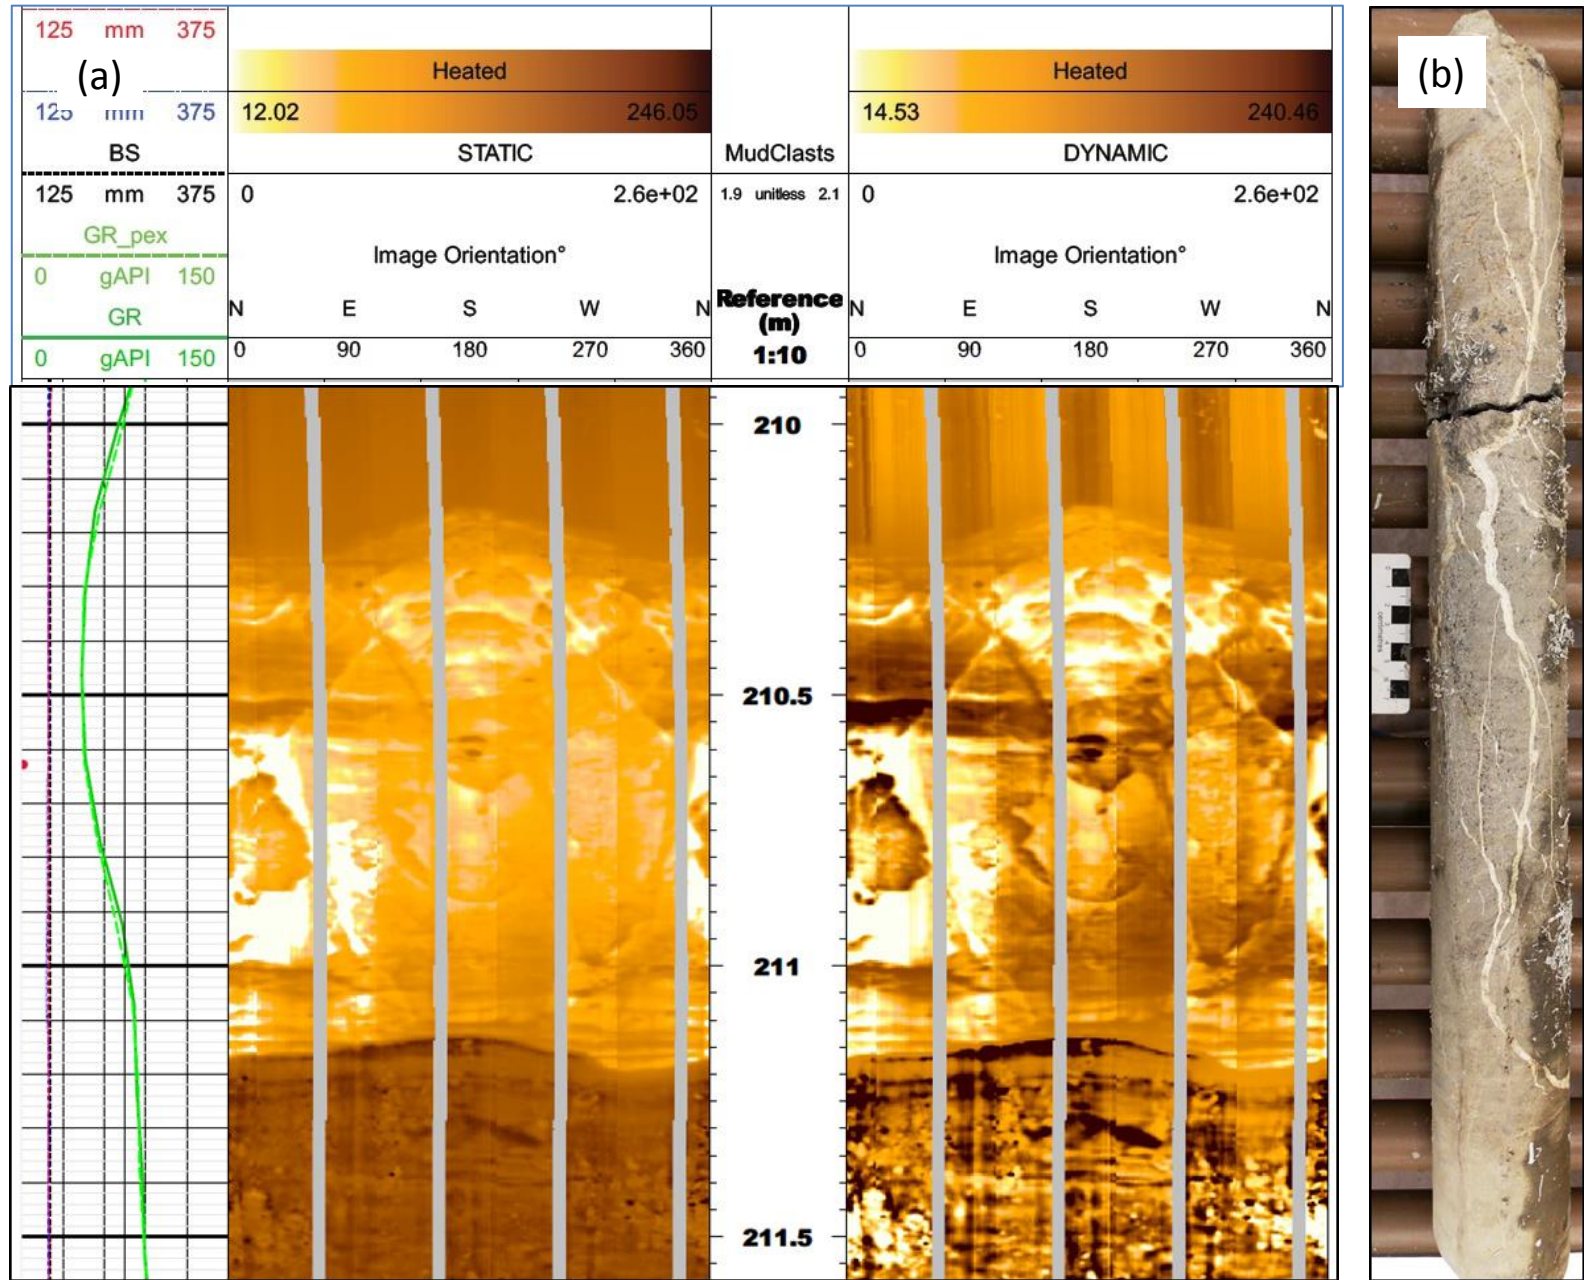 125 mm 375
(a)
125 mm 375
BS
125 mm 375
GR_pex
0 gAPI 150
GR
0 gAPI 150
Heated
12.02 246.05
STATIC
0 2.6e+02
Image Orientation°
N E S W N
0 90 180 270 360
MudClasts
1.9 unitless 2.1
Reference
(m)
1:10
Heated
14.53 240.46
DYNAMIC
0 2.6e+02
Image Orientation°
N E S W N
0 90 180 270 360
210
210.5
211
211.5
(b)
centimetres